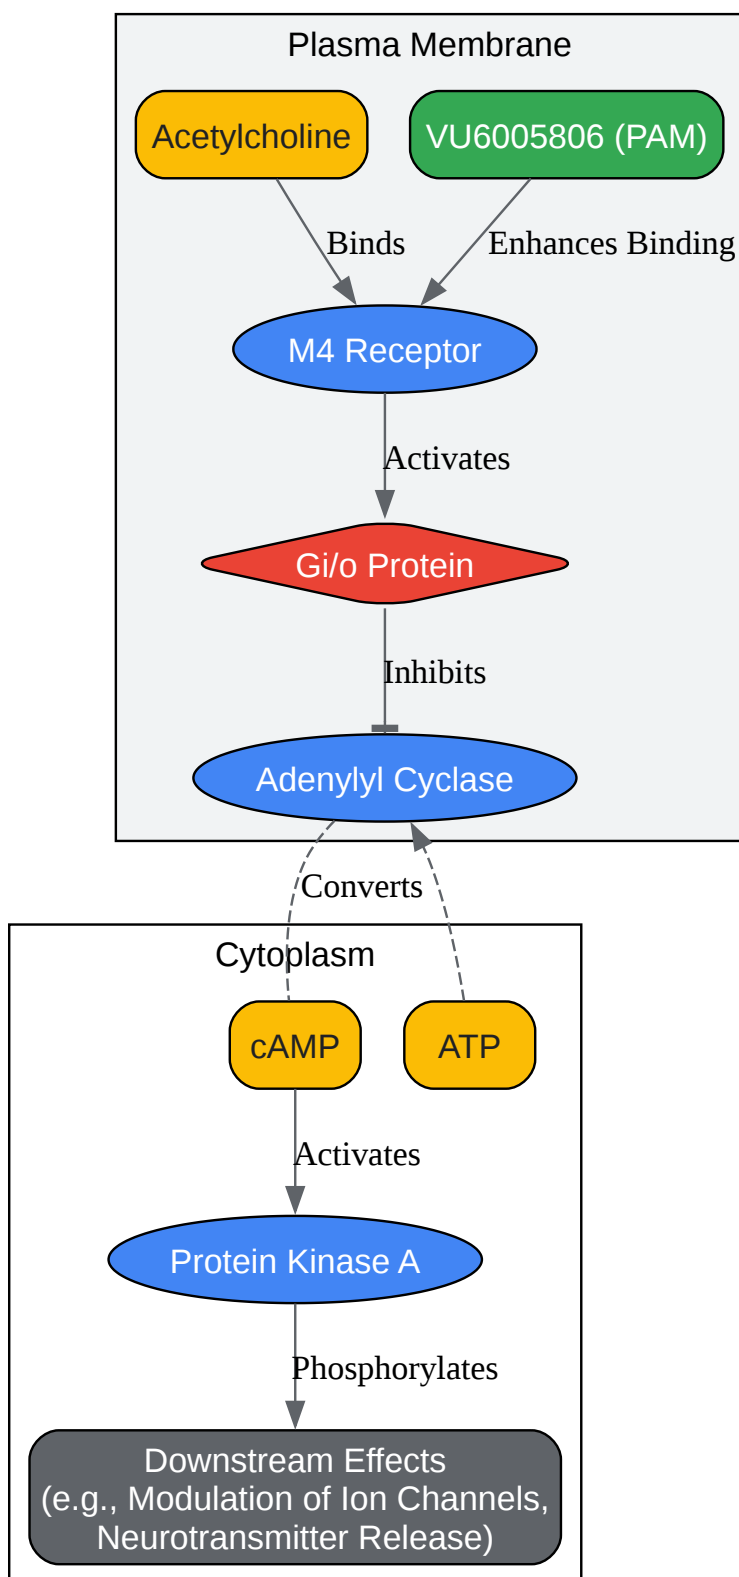 Plasma Membrane
Acetylcholine
VU6005806 (PAM)
Binds
Enhances Binding
M4 Receptor
Activates
Gi/o Protein
Inhibits
Adenylyl Cyclase
Converts
Cytoplasm
cAMP
ATP
Activates
Protein Kinase A
Phosphorylates
Downstream Effects
(e.g., Modulation of Ion Channels,
Neurotransmitter Release)